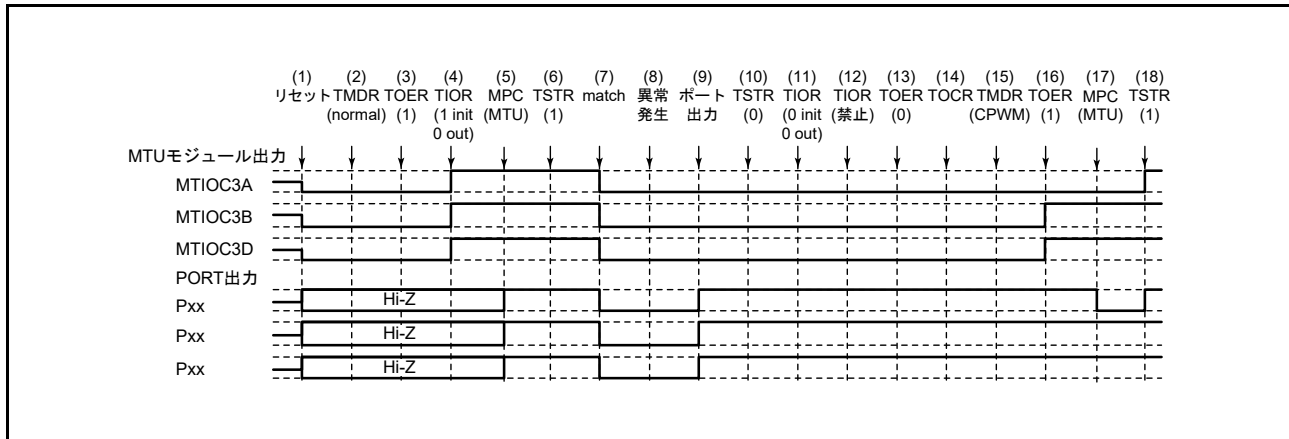 (1) (2) (3) (4) (5) (6) (7) (8) (9) (10) (11) (12) (13) (14) (15) (16) (17) (18)
リセット TMDR TOER TIOR MPC TSTR match 異常 ポート TSTR TIOR TIOR TOER TOCR TMDR TOER MPC TSTR
(normal) (1) (1 init (MTU) (1) 発生 出力 (0) (0 init (禁止) (0) (CPWM) (1) (MTU) (1)
0 out) 0 out)
MTUモジュール出力
MTIOC3A
MTIOC3B
MTIOC3D
PORT出力
Pxx Hi-Z
Pxx Hi-Z
Pxx Hi-Z